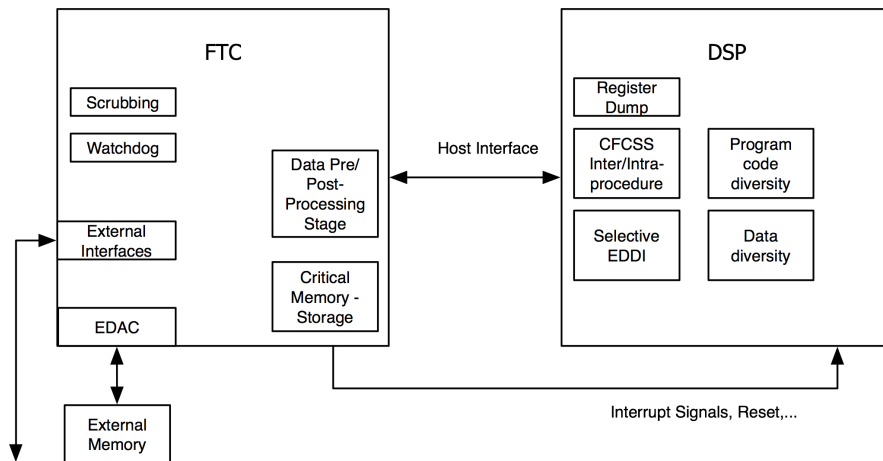 FTC
Scrubbing
Watchdog
Data Pre/
Post-
Processing
Stage
External
Interfaces
Critical
Memory -
Storage
EDAC
External
Memory
Host Interface
DSP
Register
Dump
CFCSS
Inter/Intra-
procedure
Program
code
diversity
Selective
EDDI
Data
diversity
Interrupt Signals, Reset,...